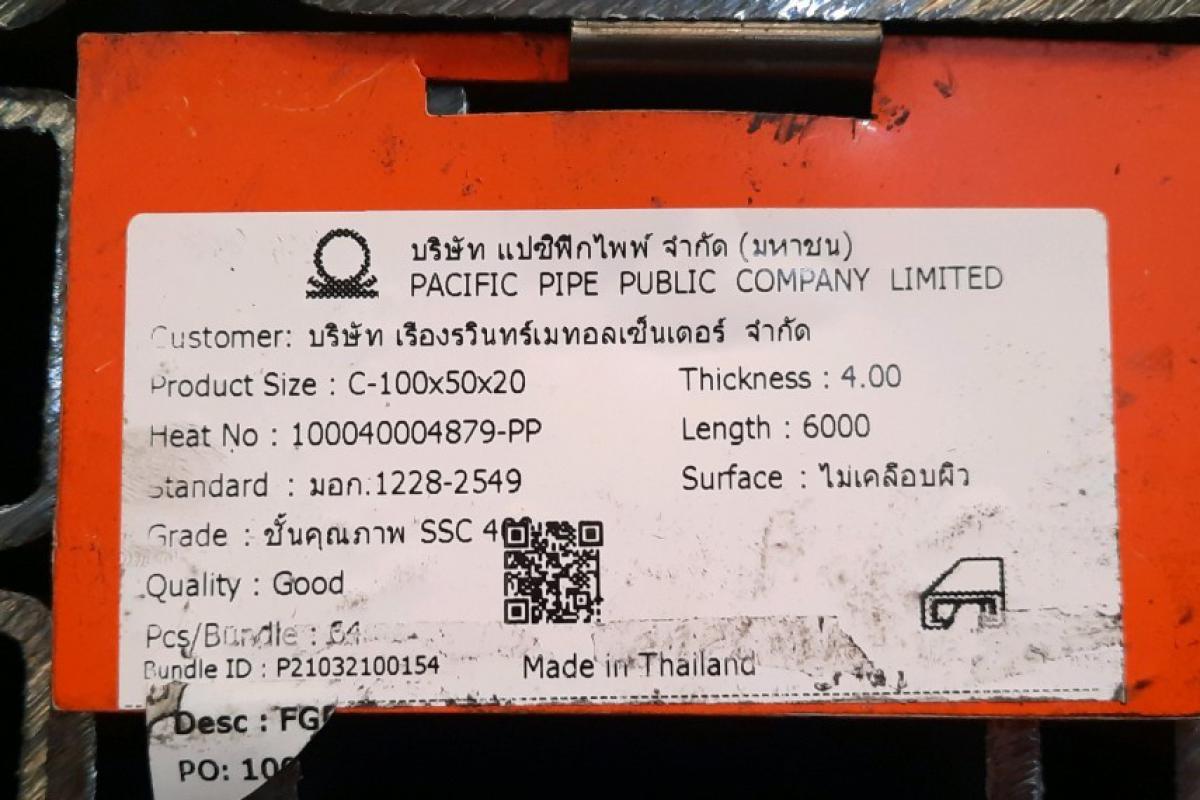 บริษัท แปซิฟิกไพพ์ จำกัด (มหาชน)
PACIFIC PIPE PUBLIC COMPANY LIMITED
Customer: บริษัท เรืองรวินทร์เมทอลเซ็นเตอร์ จำกัด
Product Size : C-100x50x20 Thickness : 4.00
Heat No : 100040004879-PP Length : 6000
Standard : มอก.1228-2549 Surface : ไม่เคลือบผิว
Grade : ชั้นคุณภาพ SSC
Quality : Good
Pcs/Bundle : 64
Bundle ID : P21032100154 Made in Thailand
Desc :
PO: